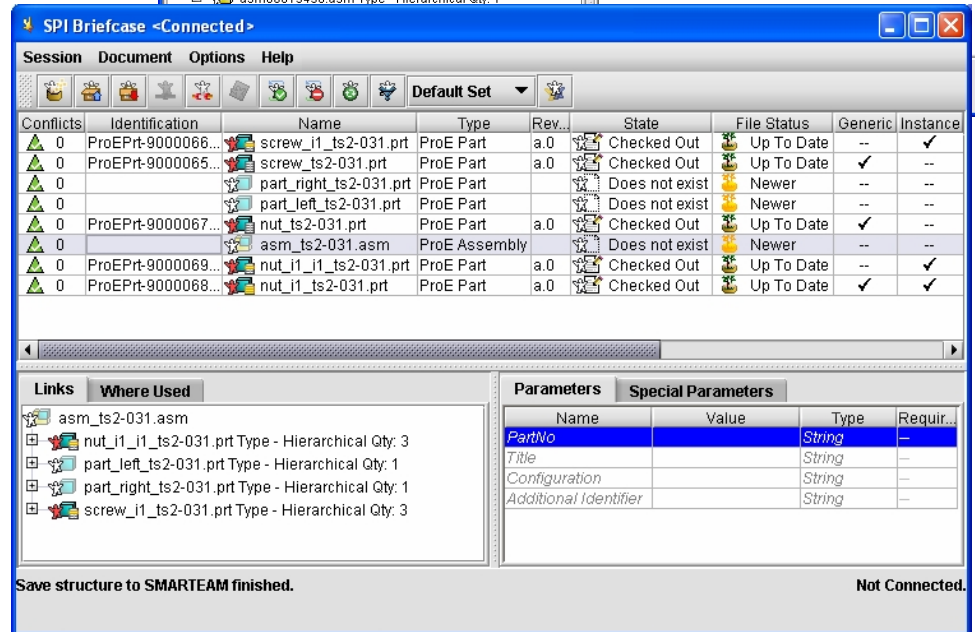 SPI Briefcase <Connected>
Session Document Options Help
Default Set
Conflicts Identification Name Type Rev... State File Status Generic Instance
0 ProEPrt-9000066... screw_i1_ts2-031.prt ProE Part a.0 Checked Out Up To Date -- ✓
0 ProEPrt-9000065... screw_ts2-031.prt ProE Part a.0 Checked Out Up To Date ✓ --
0 part_right_ts2-031.prt ProE Part Does not exist Newer -- --
0 part_left_ts2-031.prt ProE Part Does not exist Newer -- --
0 ProEPrt-9000067... nut_ts2-031.prt ProE Part a.0 Checked Out Up To Date ✓ --
0 asm_ts2-031.asm ProE Assembly Does not exist Newer -- --
0 ProEPrt-9000069... nut_i1_i1_ts2-031.prt ProE Part a.0 Checked Out Up To Date -- ✓
0 ProEPrt-9000068... nut_i1_ts2-031.prt ProE Part a.0 Checked Out Up To Date ✓ ✓
Links Where Used
asm_ts2-031.asm
nut_i1_i1_ts2-031.prt Type - Hierarchical Qty: 3
part_left_ts2-031.prt Type - Hierarchical Qty: 1
part_right_ts2-031.prt Type - Hierarchical Qty: 1
screw_i1_ts2-031.prt Type - Hierarchical Qty: 3
Parameters Special Parameters
Name Value Type Requir...
PartNo String --
Title String --
Configuration String --
Additional Identifier String --
Save structure to SMARTEAM finished. Not Connected.